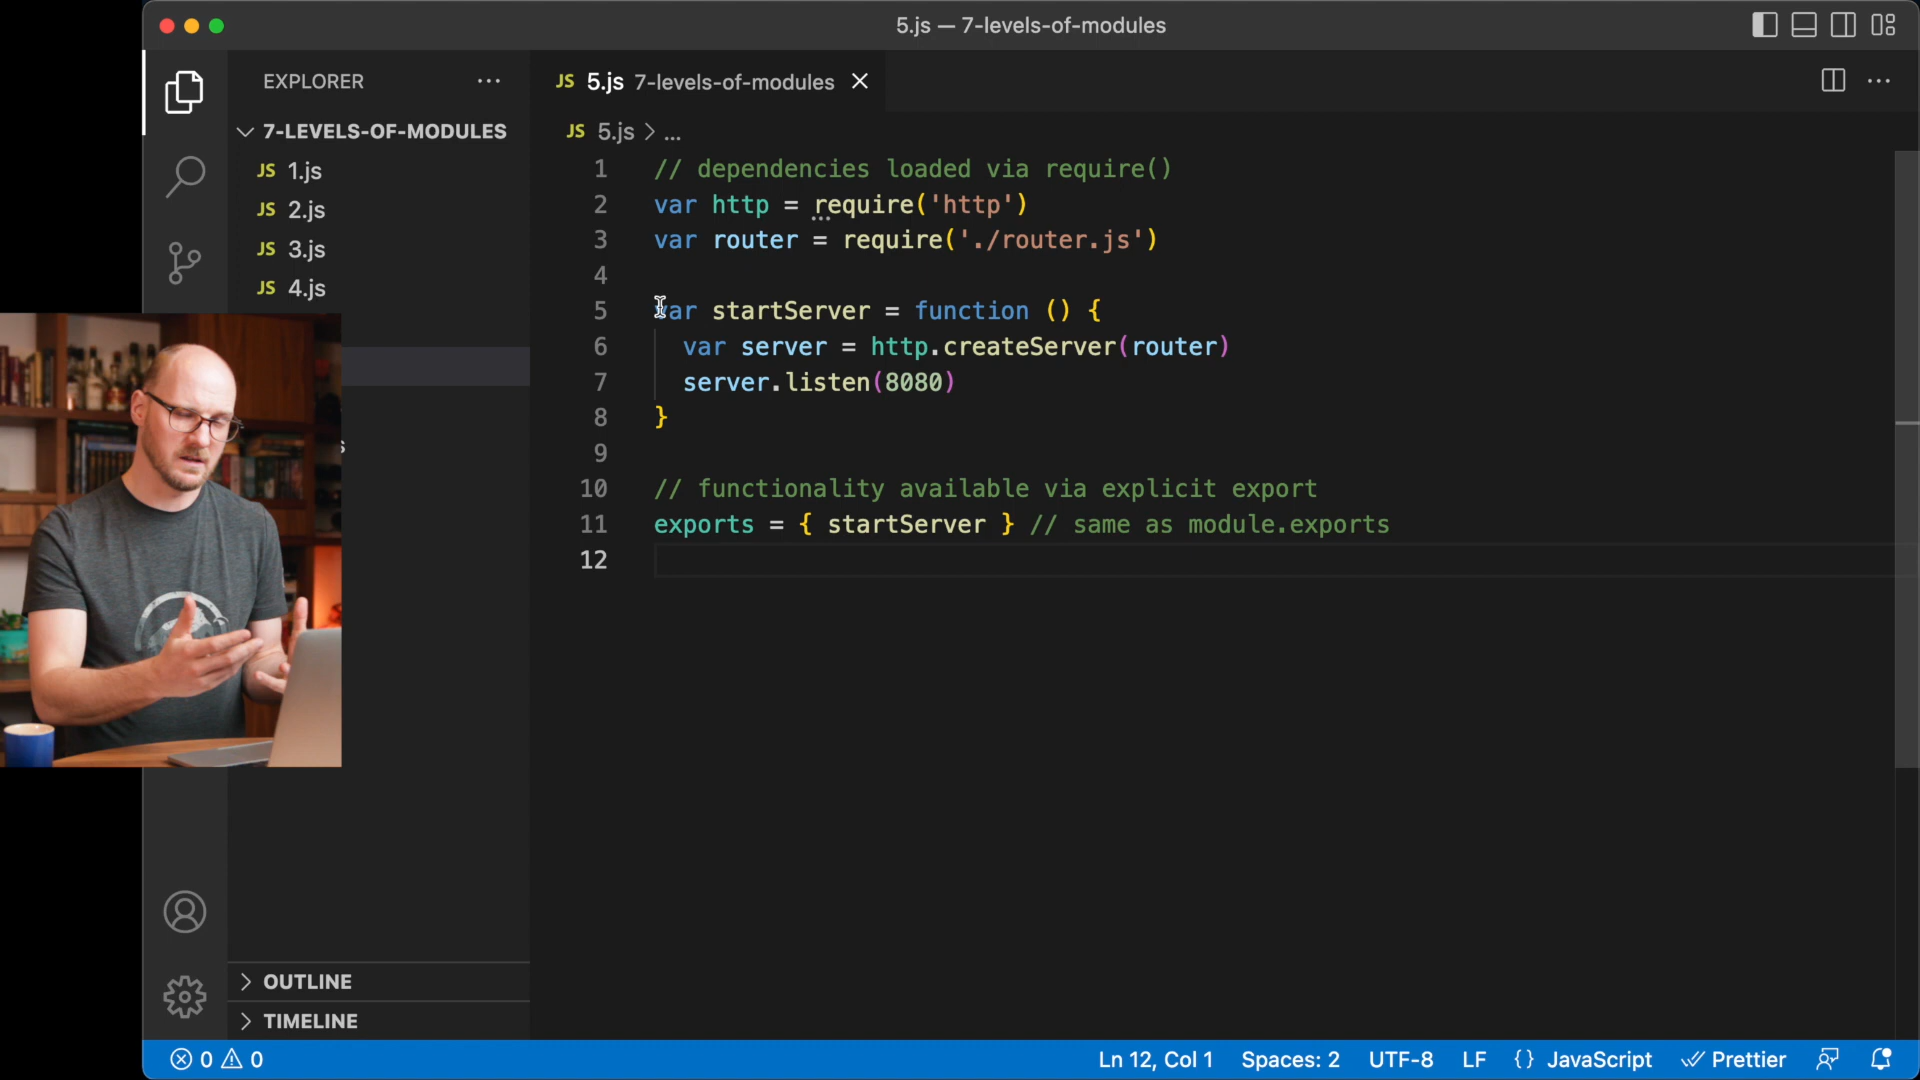 5.js — 7-levels-of-modules
EXPLORER
7-LEVELS-OF-MODULES
JS 1.js
JS 2.js
JS 3.js
JS 4.js
OUTLINE
TIMELINE
JS 5.js 7-levels-of-modules
JS 5.js > ...
1 // dependencies loaded via require()
2 var http = require('http')
3 var router = require('./router.js')
4
5 var startServer = function () {
6 var server = http.createServer(router)
7 server.listen(8080)
8 }
9
10 // functionality available via explicit export
11 exports = { startServer } // same as module.exports
12
0 0
Ln 12, Col 1 Spaces: 2 UTF-8 LF {} JavaScript Prettier